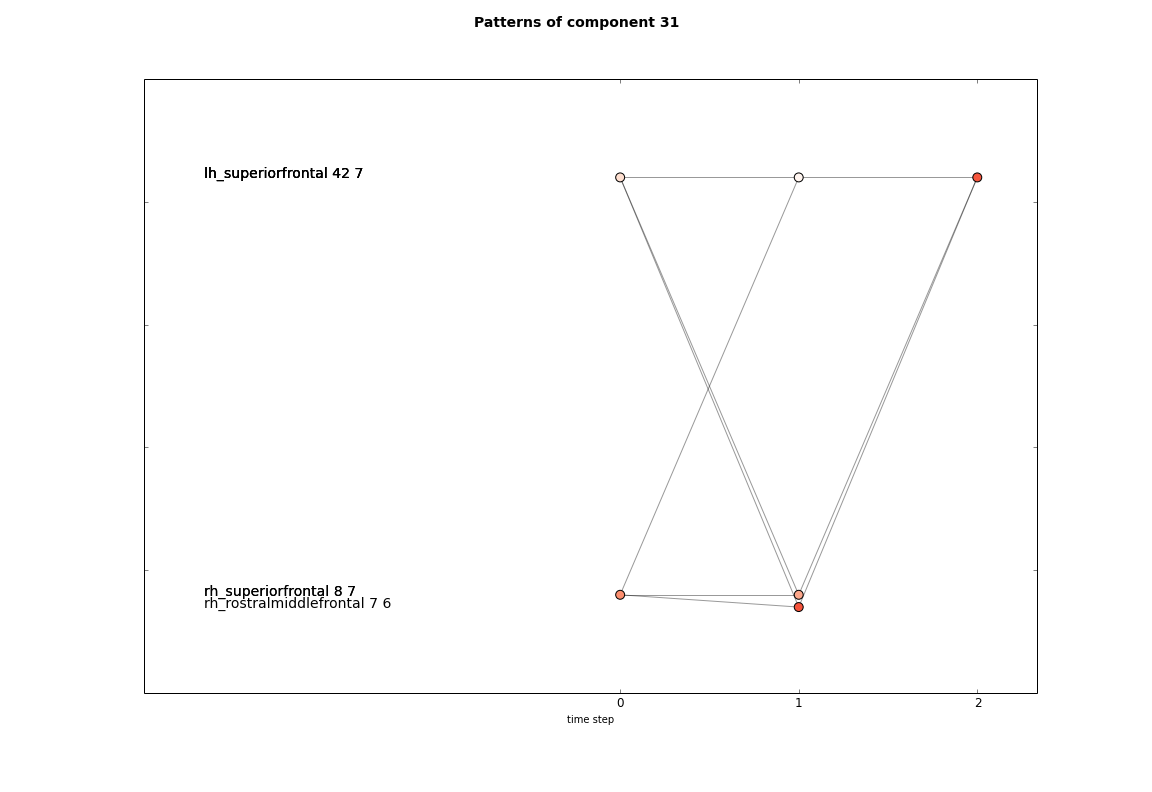 Patterns of component 31
lh_superiorfrontal 42 7
rh_superiorfrontal 8 7
rh_rostralmiddlefrontal 7 6
0 1 2
time step